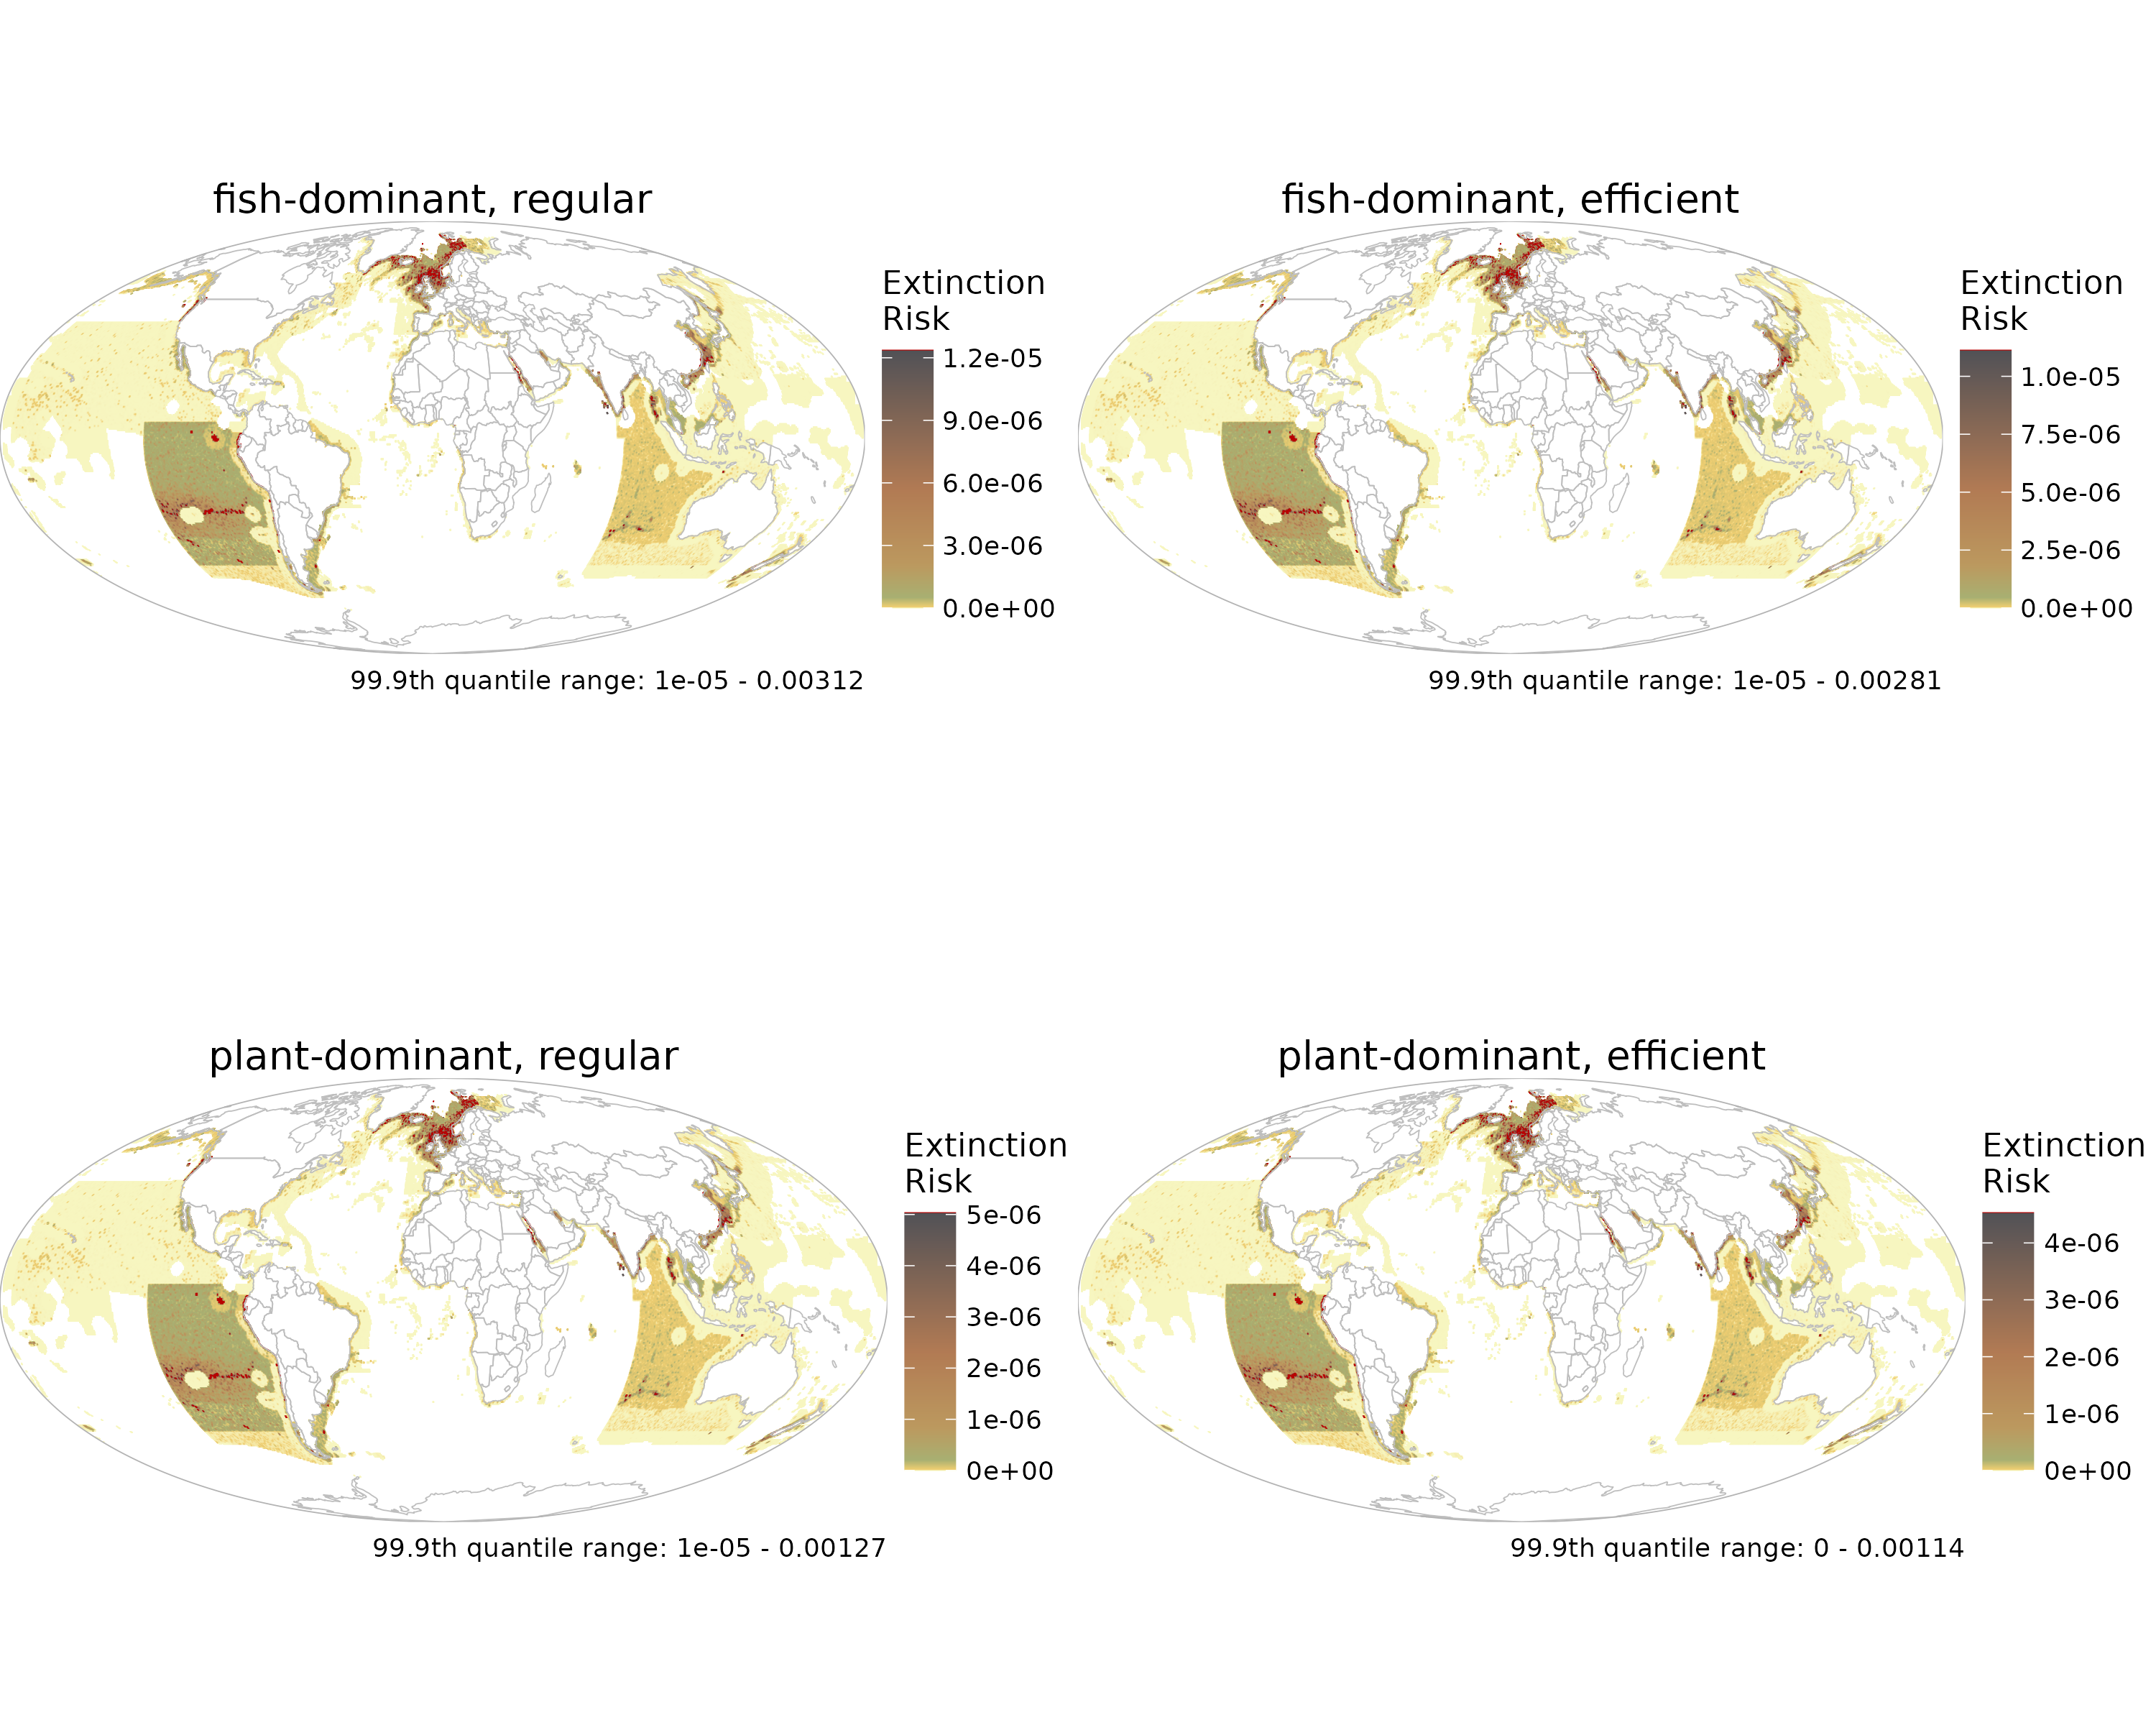 fish-dominant, regular
Extinction
Risk
1.2e-05
9.0e-06
6.0e-06
3.0e-06
0.0e+00
99.9th quantile range: 1e-05 - 0.00312
fish-dominant, efficient
Extinction
Risk
1.0e-05
7.5e-06
5.0e-06
2.5e-06
0.0e+00
99.9th quantile range: 1e-05 - 0.00281
plant-dominant, regular
Extinction
Risk
5e-06
4e-06
3e-06
2e-06
1e-06
0e+00
99.9th quantile range: 1e-05 - 0.00127
plant-dominant, efficient
Extinction
Risk
4e-06
3e-06
2e-06
1e-06
0e+00
99.9th quantile range: 0 - 0.00114